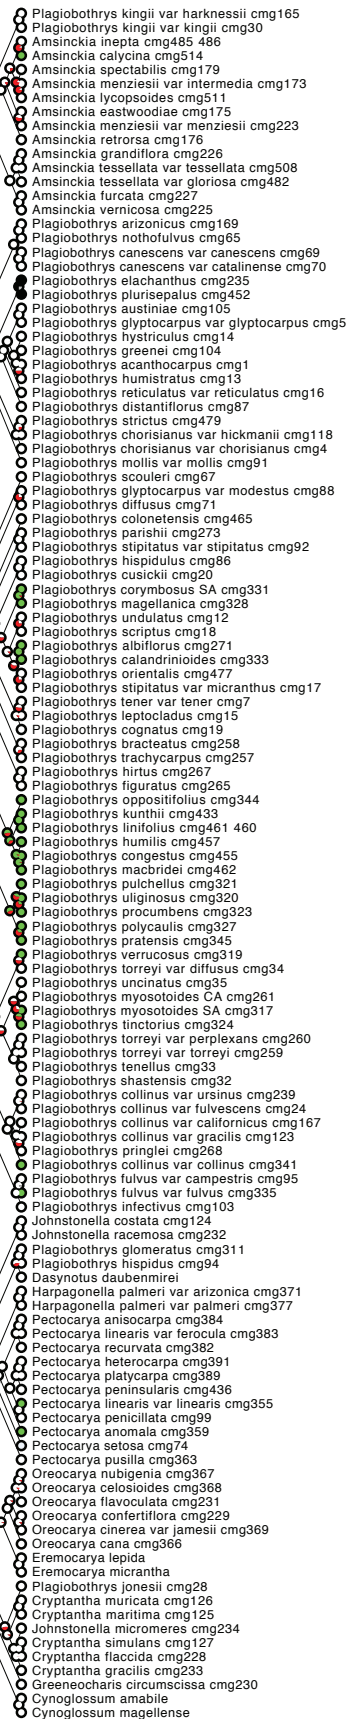 Plagiobothrys kingii var harknessii cmg165
Plagiobothrys kingii var kingii cmg30
Amsinckia inepta cmg485 486
Amsinckia calycina cmg514
Amsinckia spectabilis cmg179
Amsinckia menziesii var intermedia cmg173
Amsinckia lycopsoides cmg511
Amsinckia eastwoodiae cmg175
Amsinckia menziesii var menziesii cmg223
Amsinckia retrorsa cmg176
Amsinckia grandiflora cmg226
Amsinckia tessellata var tessellata cmg508
Amsinckia tessellata var gloriosa cmg482
Amsinckia furcata cmg227
Amsinckia vernicosa cmg225
Plagiobothrys arizonicus cmg169
Plagiobothrys nothofulvus cmg65
Plagiobothrys canescens var canescens cmg69
Plagiobothrys canescens var catalinense cmg70
Plagiobothrys elachanthus cmg235
Plagiobothrys plurisepalus cmg452
Plagiobothrys austiniae cmg105
Plagiobothrys glyptocarpus var glyptocarpus cmg5
Plagiobothrys hystriculus cmg14
Plagiobothrys greenei cmg104
Plagiobothrys acanthocarpus cmg1
Plagiobothrys humistratus cmg13
Plagiobothrys reticulatus var reticulatus cmg16
Plagiobothrys distantiflorus cmg87
Plagiobothrys strictus cmg479
Plagiobothrys chorisianus var hickmanii cmg118
Plagiobothrys chorisianus var chorisianus cmg4
Plagiobothrys mollis var mollis cmg91
Plagiobothrys scouleri cmg67
Plagiobothrys glyptocarpus var modestus cmg88
Plagiobothrys diffusus cmg71
Plagiobothrys colonetensis cmg465
Plagiobothrys parishii cmg273
Plagiobothrys stipitatus var stipitatus cmg92
Plagiobothrys hispidulus cmg86
Plagiobothrys cusickii cmg20
Plagiobothrys corymbosus SA cmg331
Plagiobothrys magellanica cmg328
Plagiobothrys undulatus cmg12
Plagiobothrys scriptus cmg18
Plagiobothrys albiflorus cmg271
Plagiobothrys calandrinioides cmg333
Plagiobothrys orientalis cmg477
Plagiobothrys stipitatus var micranthus cmg17
Plagiobothrys tener var tener cmg7
Plagiobothrys leptocladus cmg15
Plagiobothrys cognatus cmg19
Plagiobothrys bracteatus cmg258
Plagiobothrys trachycarpus cmg257
Plagiobothrys hirtus cmg267
Plagiobothrys figuratus cmg265
Plagiobothrys oppositifolius cmg344
Plagiobothrys kunthii cmg433
Plagiobothrys linifolius cmg461 460
Plagiobothrys humilis cmg457
Plagiobothrys congestus cmg455
Plagiobothrys macbridei cmg462
Plagiobothrys pulchellus cmg321
Plagiobothrys uliginosus cmg320
Plagiobothrys procumbens cmg323
Plagiobothrys polycaulis cmg327
Plagiobothrys pratensis cmg345
Plagiobothrys verrucosus cmg319
Plagiobothrys torreyi var diffusus cmg34
Plagiobothrys uncinatus cmg35
Plagiobothrys myosotoides CA cmg261
Plagiobothrys myosotoides SA cmg317
Plagiobothrys tinctorius cmg324
Plagiobothrys torreyi var perplexans cmg260
Plagiobothrys torreyi var torreyi cmg259
Plagiobothrys tenellus cmg33
Plagiobothrys shastensis cmg32
Plagiobothrys collinus var ursinus cmg239
Plagiobothrys collinus var fulvescens cmg24
Plagiobothrys collinus var californicus cmg167
Plagiobothrys collinus var gracilis cmg123
Plagiobothrys pringlei cmg268
Plagiobothrys collinus var collinus cmg341
Plagiobothrys fulvus var campestris cmg95
Plagiobothrys fulvus var fulvus cmg335
Plagiobothrys infectivus cmg103
Johnstonella costata cmg124
Johnstonella racemosa cmg232
Plagiobothrys glomeratus cmg311
Plagiobothrys hispidus cmg94
Dasynotus daubenmirei
Harpagonella palmeri var arizonica cmg371
Harpagonella palmeri var palmeri cmg377
Pectocarya anisocarpa cmg384
Pectocarya linearis var ferocula cmg383
Pectocarya recurvata cmg382
Pectocarya heterocarpa cmg391
Pectocarya platycarpa cmg389
Pectocarya peninsularis cmg436
Pectocarya linearis var linearis cmg355
Pectocarya penicillata cmg99
Pectocarya anomala cmg359
Pectocarya setosa cmg74
Pectocarya pusilla cmg363
Oreocarya nubigenia cmg367
Oreocarya celosioides cmg368
Oreocarya flavoculata cmg231
Oreocarya confertiflora cmg229
Oreocarya cinerea var jamesii cmg369
Oreocarya cana cmg366
Eremocarya lepida
Eremocarya micrantha
Plagiobothrys jonesii cmg28
Cryptantha muricata cmg126
Cryptantha maritima cmg125
Johnstonella micromeres cmg234
Cryptantha simulans cmg127
Cryptantha flaccida cmg228
Cryptantha gracilis cmg233
Greeneocharis circumscissa cmg230
Cynoglossum amabile
Cynoglossum magellense